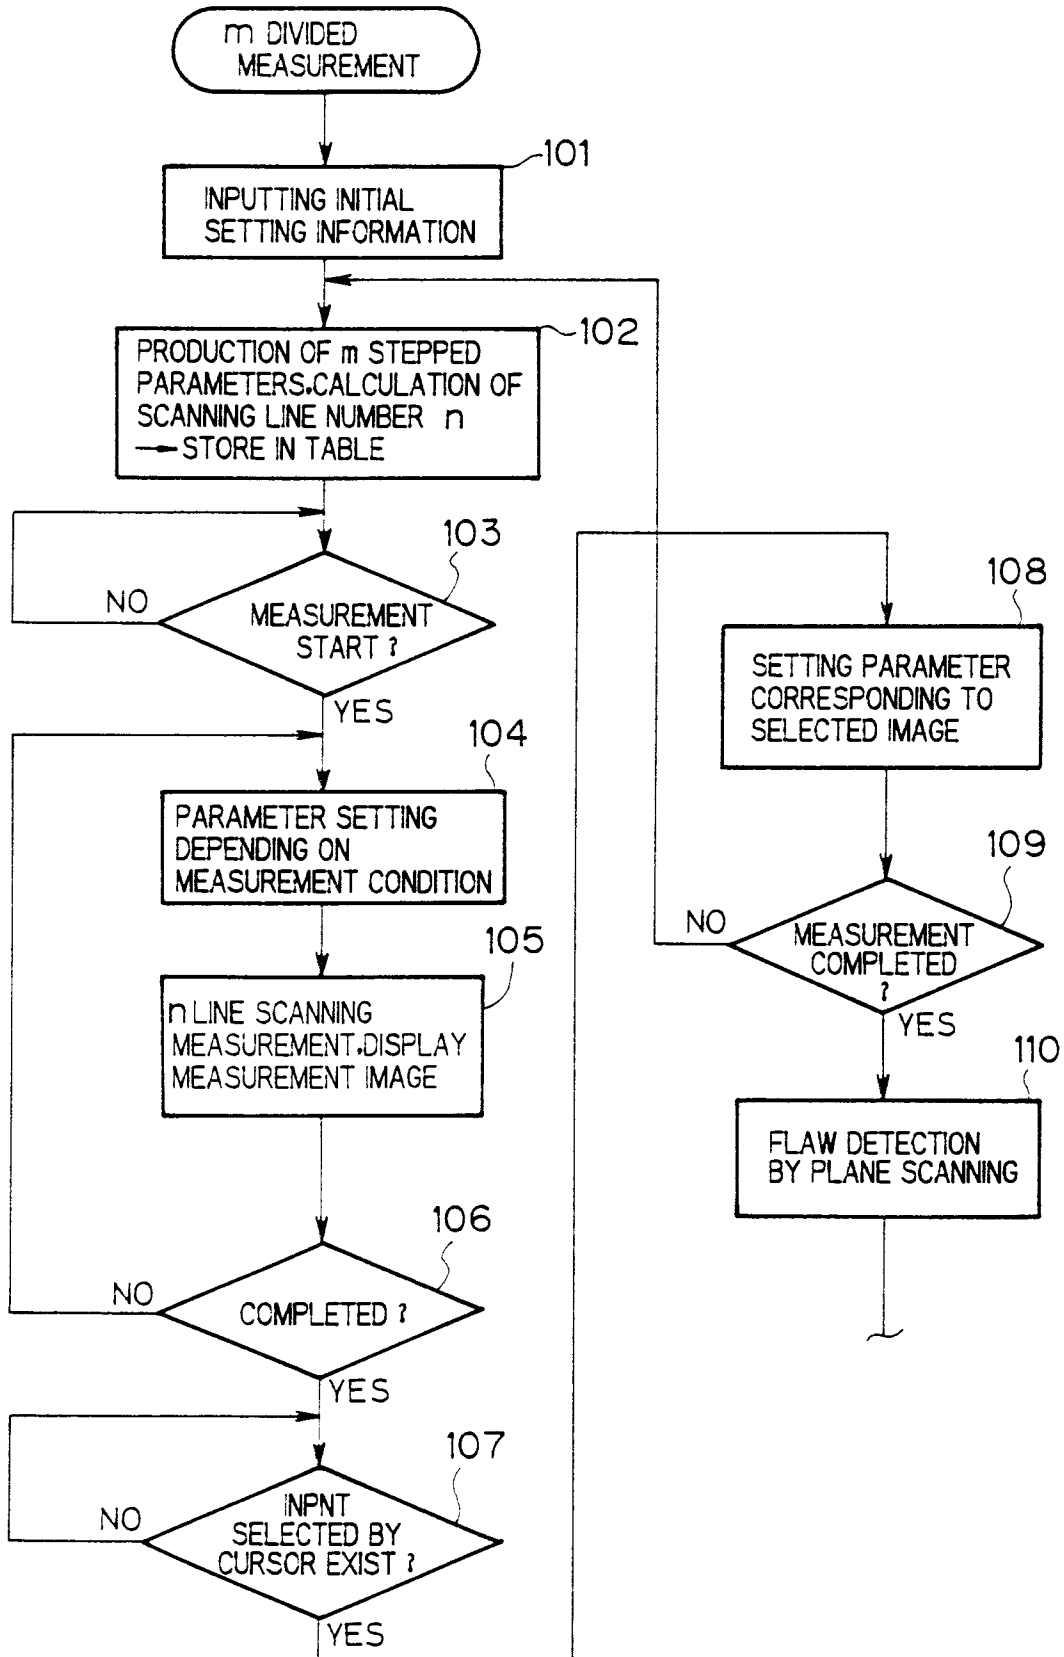 m DIVIDED
MEASUREMENT
101
INPUTTING INITIAL
SETTING INFORMATION
102
PRODUCTION OF m STEPPED
PARAMETERS.CALCULATION OF
SCANNING LINE NUMBER n
→ STORE IN TABLE
103
NO
MEASUREMENT
START ?
YES
104
PARAMETER SETTING
DEPENDING ON
MEASUREMENT CONDITION
105
n LINE SCANNING
MEASUREMENT.DISPLAY
MEASUREMENT IMAGE
106
NO
COMPLETED ?
YES
107
NO
INPNT
SELECTED BY
CURSOR EXIST ?
YES
108
SETTING PARAMETER
CORRESPONDING TO
SELECTED IMAGE
109
NO
MEASUREMENT
COMPLETED
?
YES
110
FLAW DETECTION
BY PLANE SCANNING